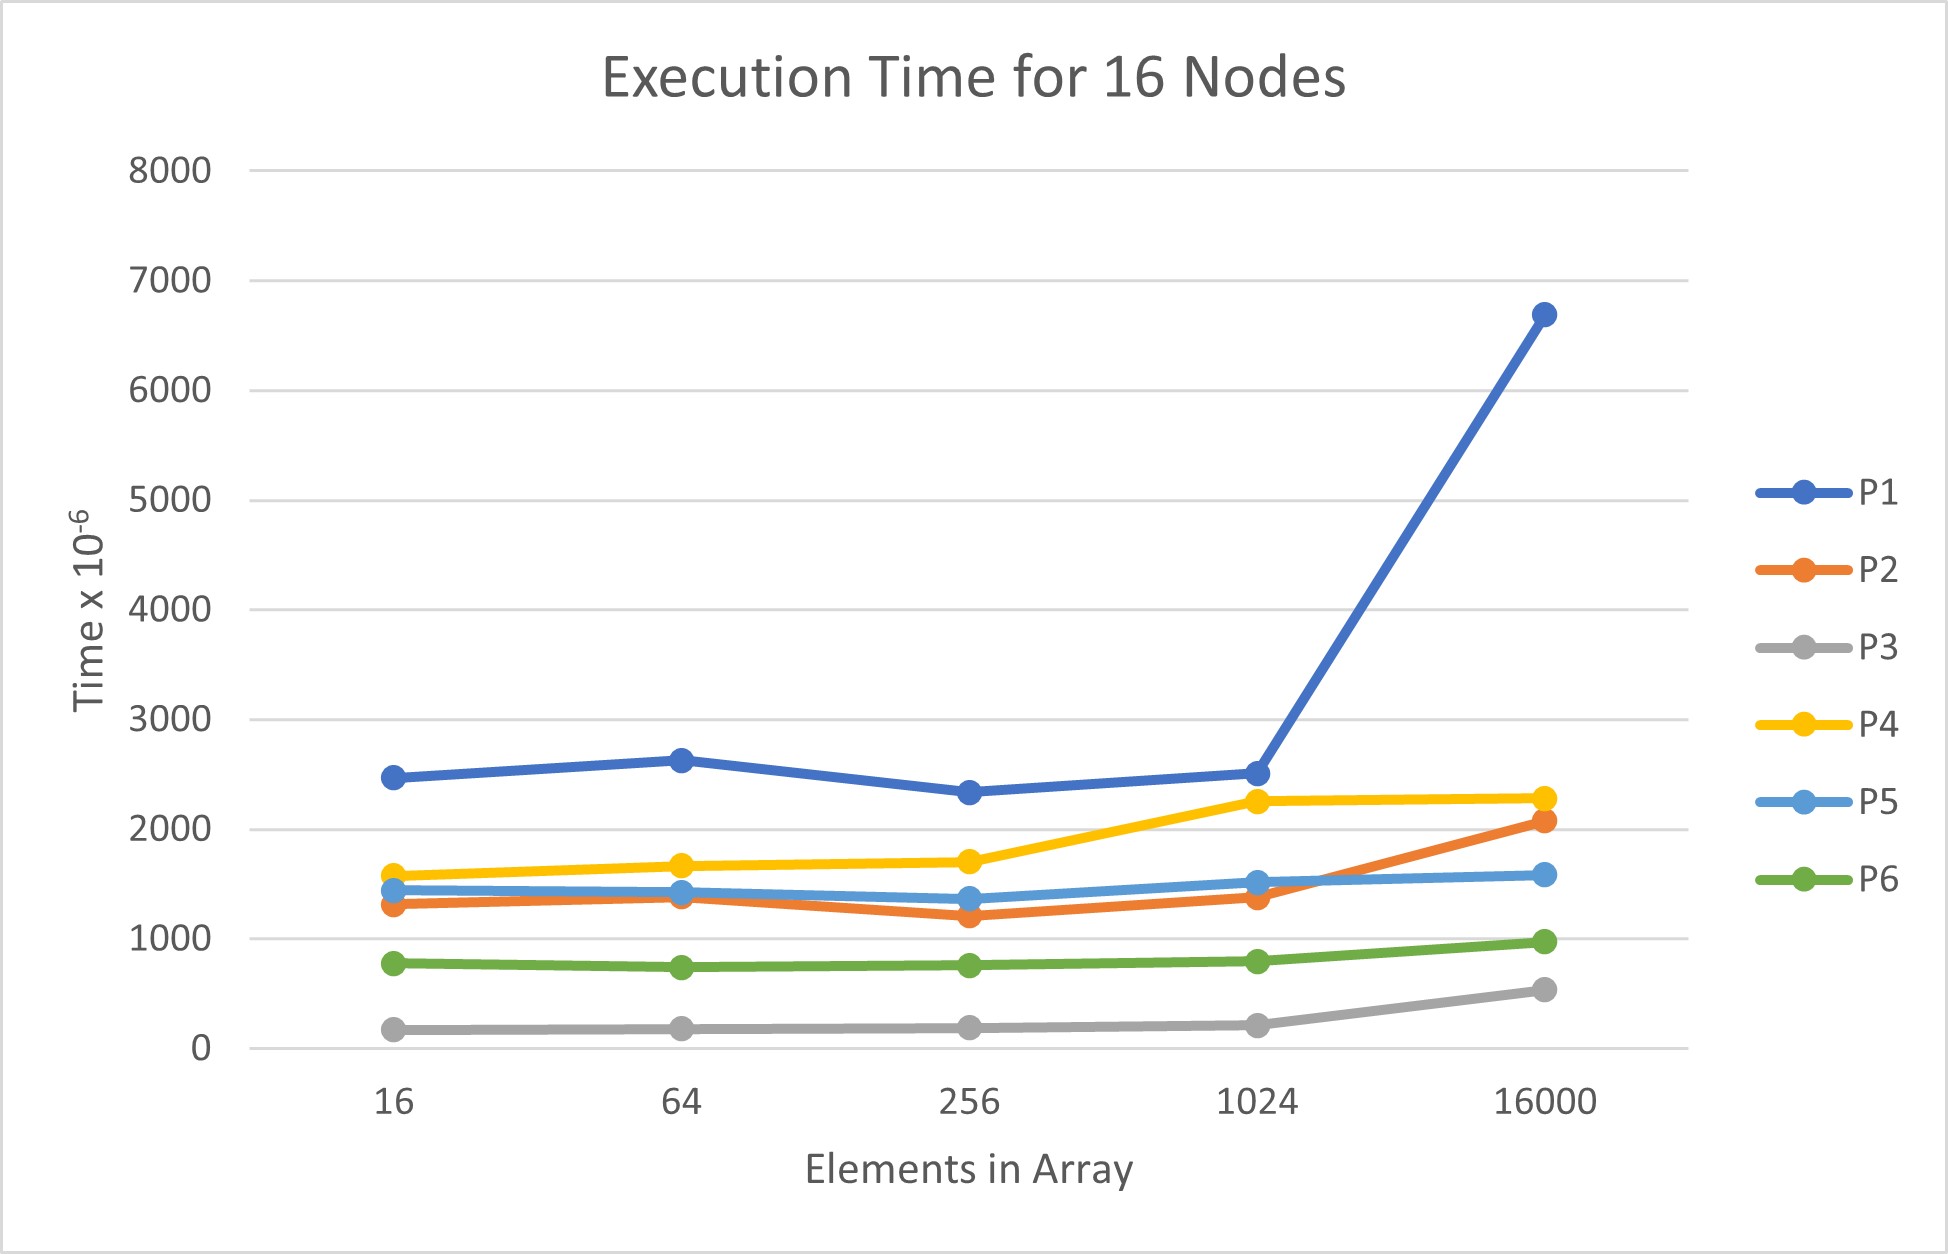 Execution Time for 16 Nodes
8000
7000
6000
5000
4000
3000
2000
1000
0
Time x 10⁻⁶
16 64 256 1024 16000
Elements in Array
P1
P2
P3
P4
P5
P6